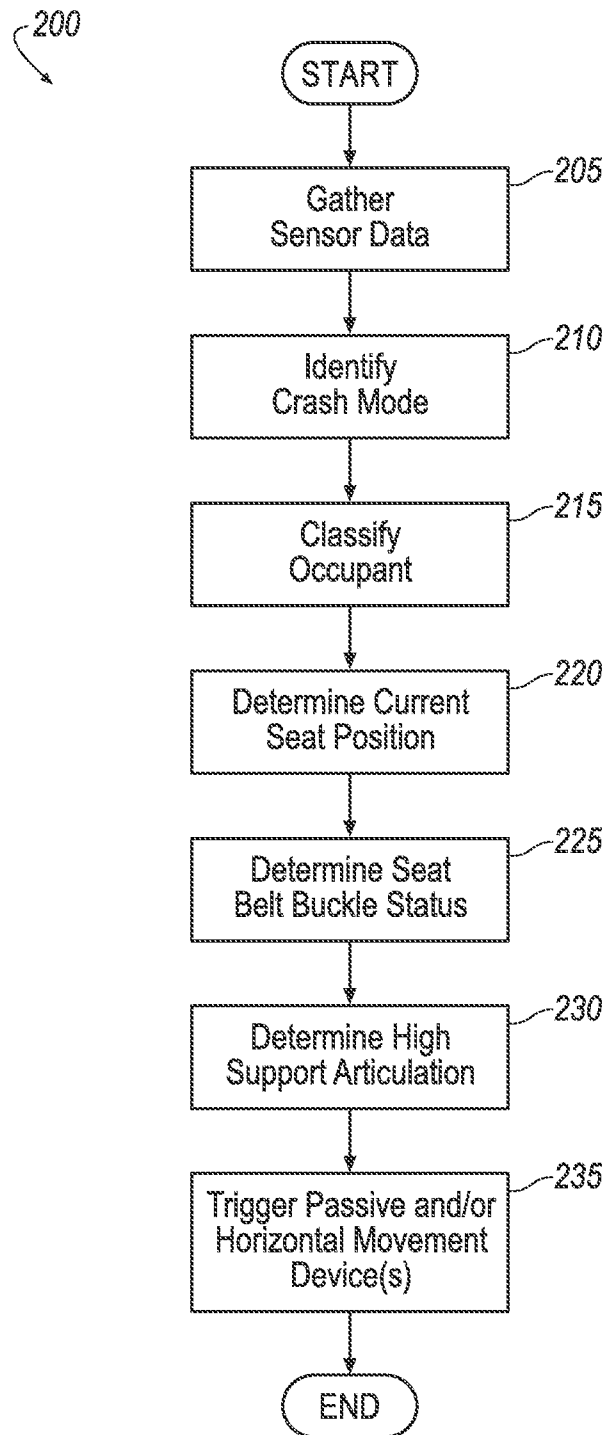 200
START
205
Gather
Sensor Data
210
Identify
Crash Mode
215
Classify
Occupant
220
Determine Current
Seat Position
225
Determine Seat
Belt Buckle Status
230
Determine High
Support Articulation
235
Trigger Passive and/or
Horizontal Movement
Device(s)
END